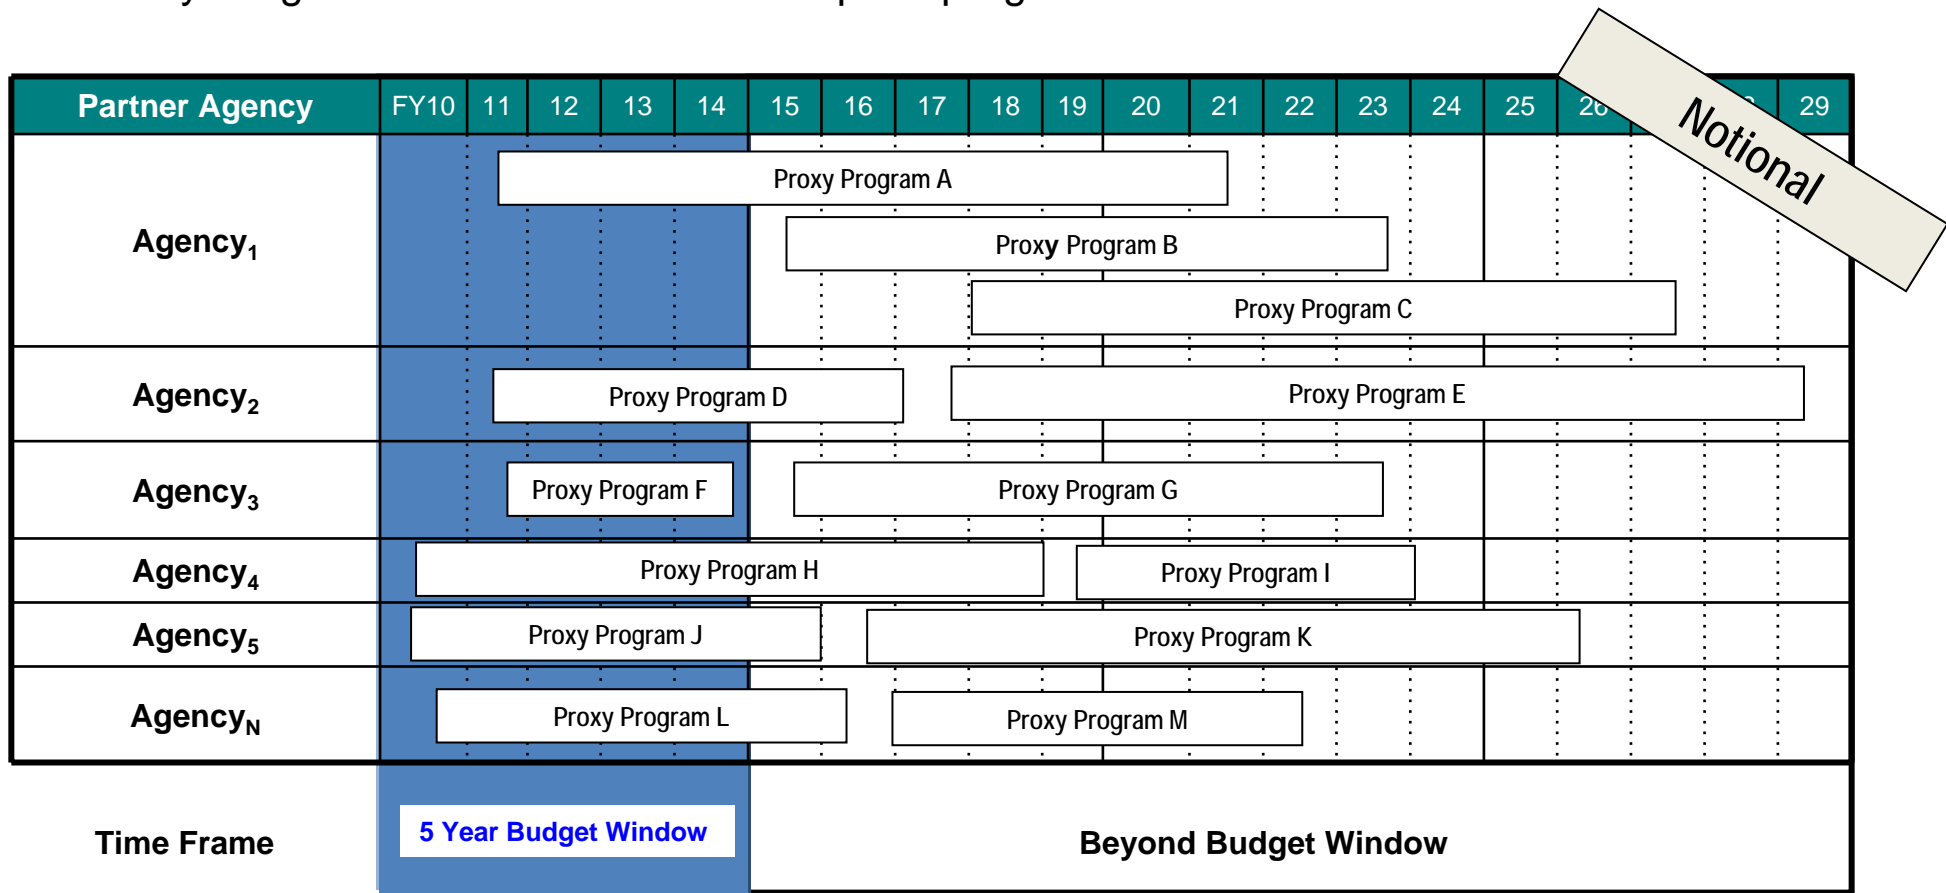 Partner Agency FY10 11 12 13 14 15 16 17 18 19 20 21 22 23 24 25 26 29
Notional
Agency1
Proxy Program A
Proxy Program B
Proxy Program C
Agency2
Proxy Program D Proxy Program E
Agency3
Proxy Program F Proxy Program G
Agency4
Proxy Program H Proxy Program I
Agency5
Proxy Program J Proxy Program K
AgencyN
Proxy Program L Proxy Program M
Time Frame 5 Year Budget Window Beyond Budget Window